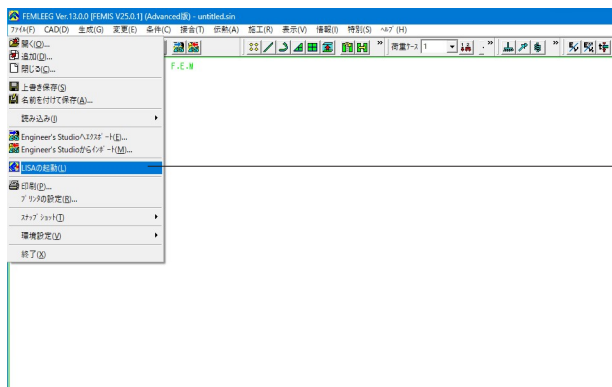 FEMLEEG Ver.13.0.0 [FEMIS V25.0.1] (Advanced版) - untitled.sin
ファイル(F) CAD(D) 生成(G) 変更(E) 条件(C) 接合(T) 伝熱(A) 施工(R) 表示(V) 情報(I) 特別(S) ヘルプ(H)
開く(O)...
荷重ケース 1
追加(D)...
閉じる(C)...
F.E.M
上書き保存(S)
名前を付けて保存(A)...
読み込み(I)
Engineer's Studioへエクスポート(E)...
Engineer's Studioからインポート(M)...
LISAの起動(L)
印刷(P)...
プリンタの設定(R)...
スナップショット(T)
環境設定(V)
終了(X)